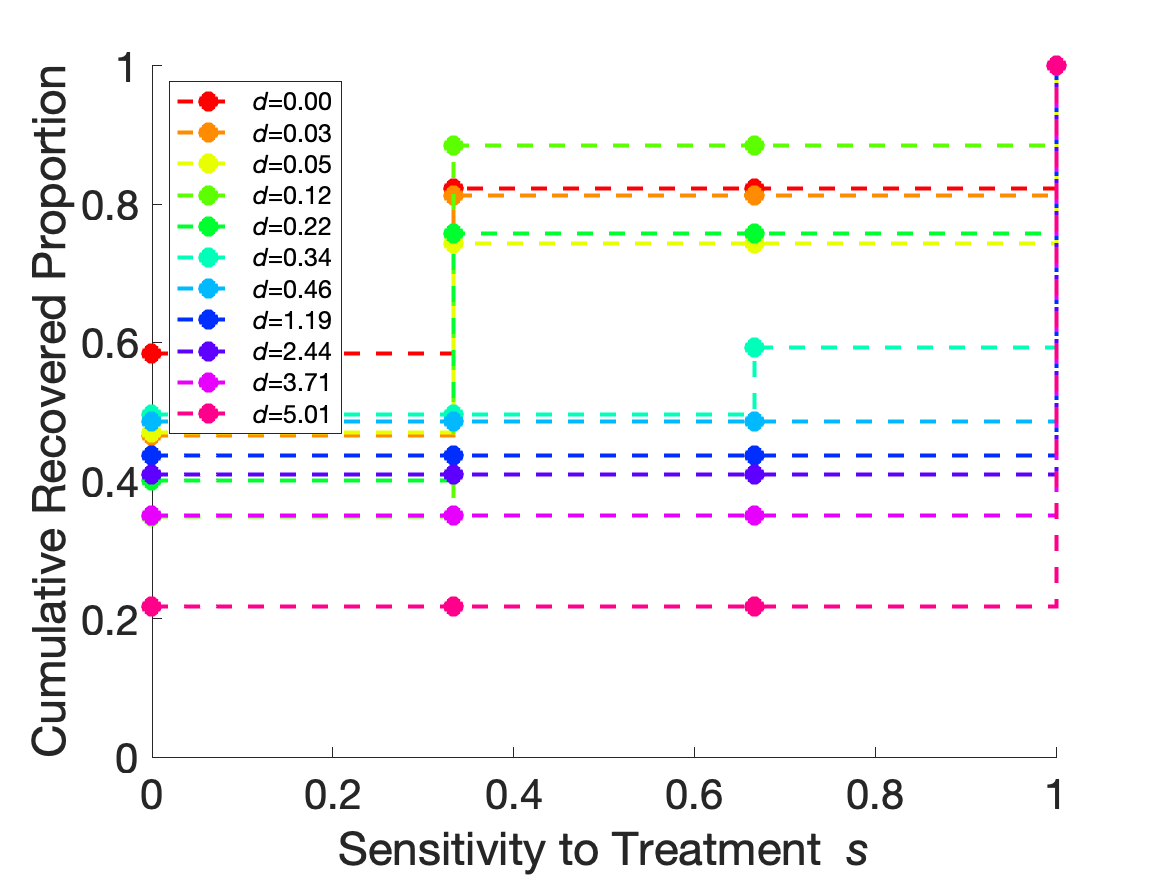 Cumulative Recovered Proportion
1
0.8
0.6
0.4
0.2
0
d=0.00
d=0.03
d=0.05
d=0.12
d=0.22
d=0.34
d=0.46
d=1.19
d=2.44
d=3.71
d=5.01
0 0.2 0.4 0.6 0.8 1
Sensitivity to Treatment s